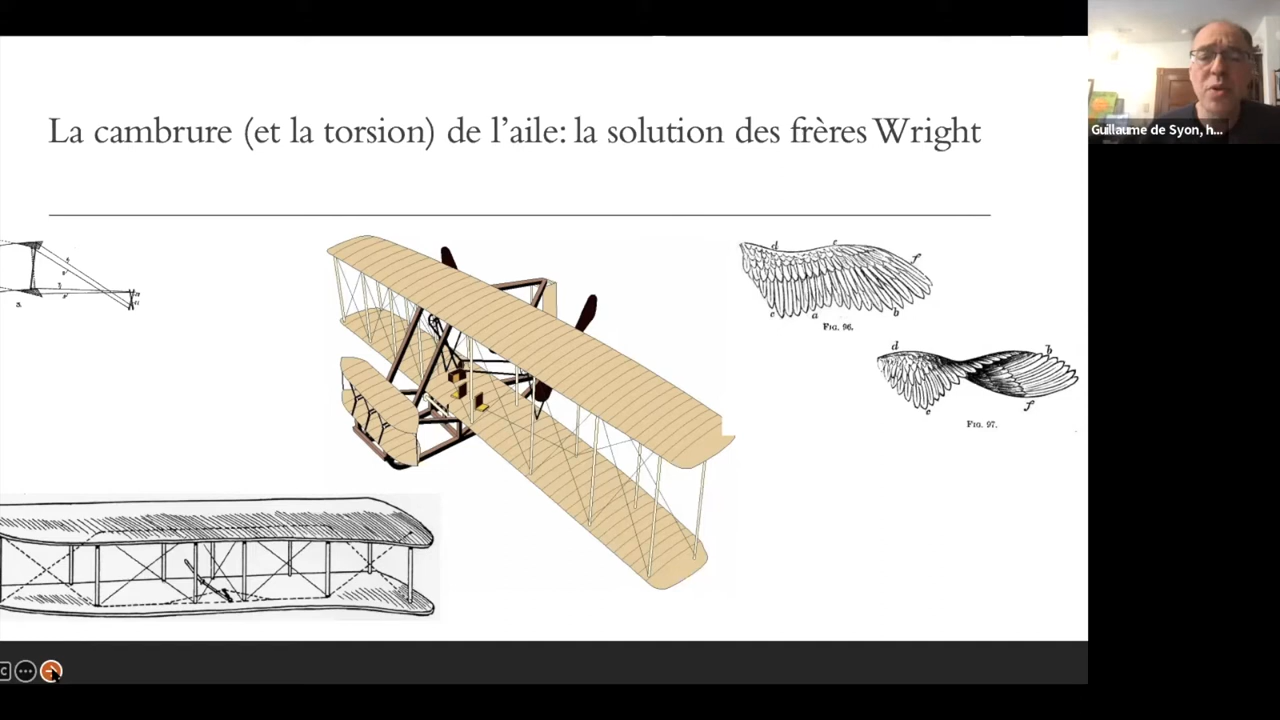 La cambrure (et la torsion) de l’aile: la solution des frères Wright
Guillaume de Syon, h...
d
c
f
e
a
b
FIG. 96.
d
b
c
f
FIG. 97.
3.
C